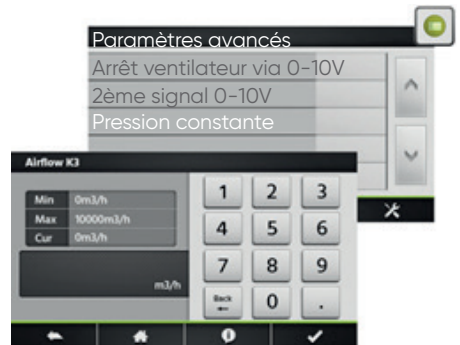 Paramètres avancés
Arrêt ventilateur via 0-10V
2ème signal 0-10V
Pression constante
Airflow K3
Min 0m3/h
Max 10000m3/h
Cur 0m3/h
m3/h
1 2 3
4 5 6
7 8 9
Back 0 .